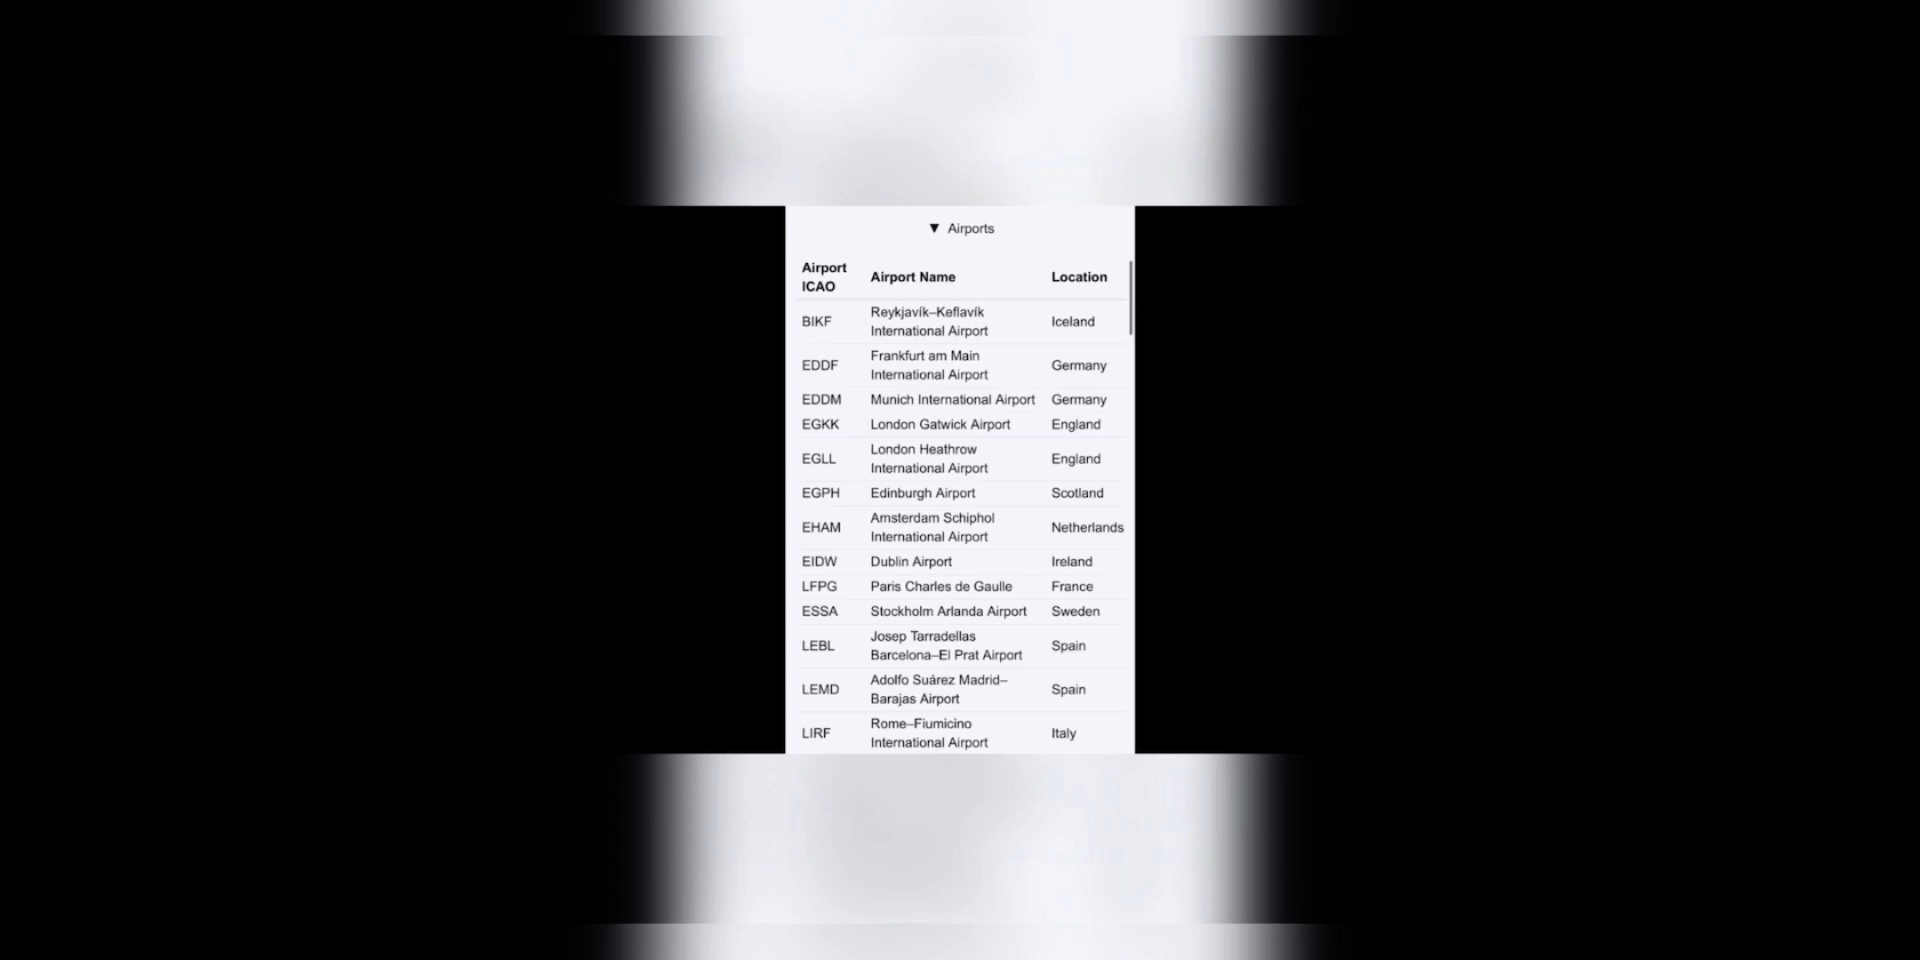 ▼ Airports
Airport
ICAO
Airport Name
Location
BIKF
Reykjavík–Keflavík
International Airport
Iceland
EDDF
Frankfurt am Main
International Airport
Germany
EDDM
Munich International Airport
Germany
EGKK
London Gatwick Airport
England
EGLL
London Heathrow
International Airport
England
EGPH
Edinburgh Airport
Scotland
EHAM
Amsterdam Schiphol
International Airport
Netherlands
EIDW
Dublin Airport
Ireland
LFPG
Paris Charles de Gaulle
France
ESSA
Stockholm Arlanda Airport
Sweden
LEBL
Josep Tarradellas
Barcelona–El Prat Airport
Spain
LEMD
Adolfo Suárez Madrid–
Barajas Airport
Spain
LIRF
Rome–Fiumicino
International Airport
Italy